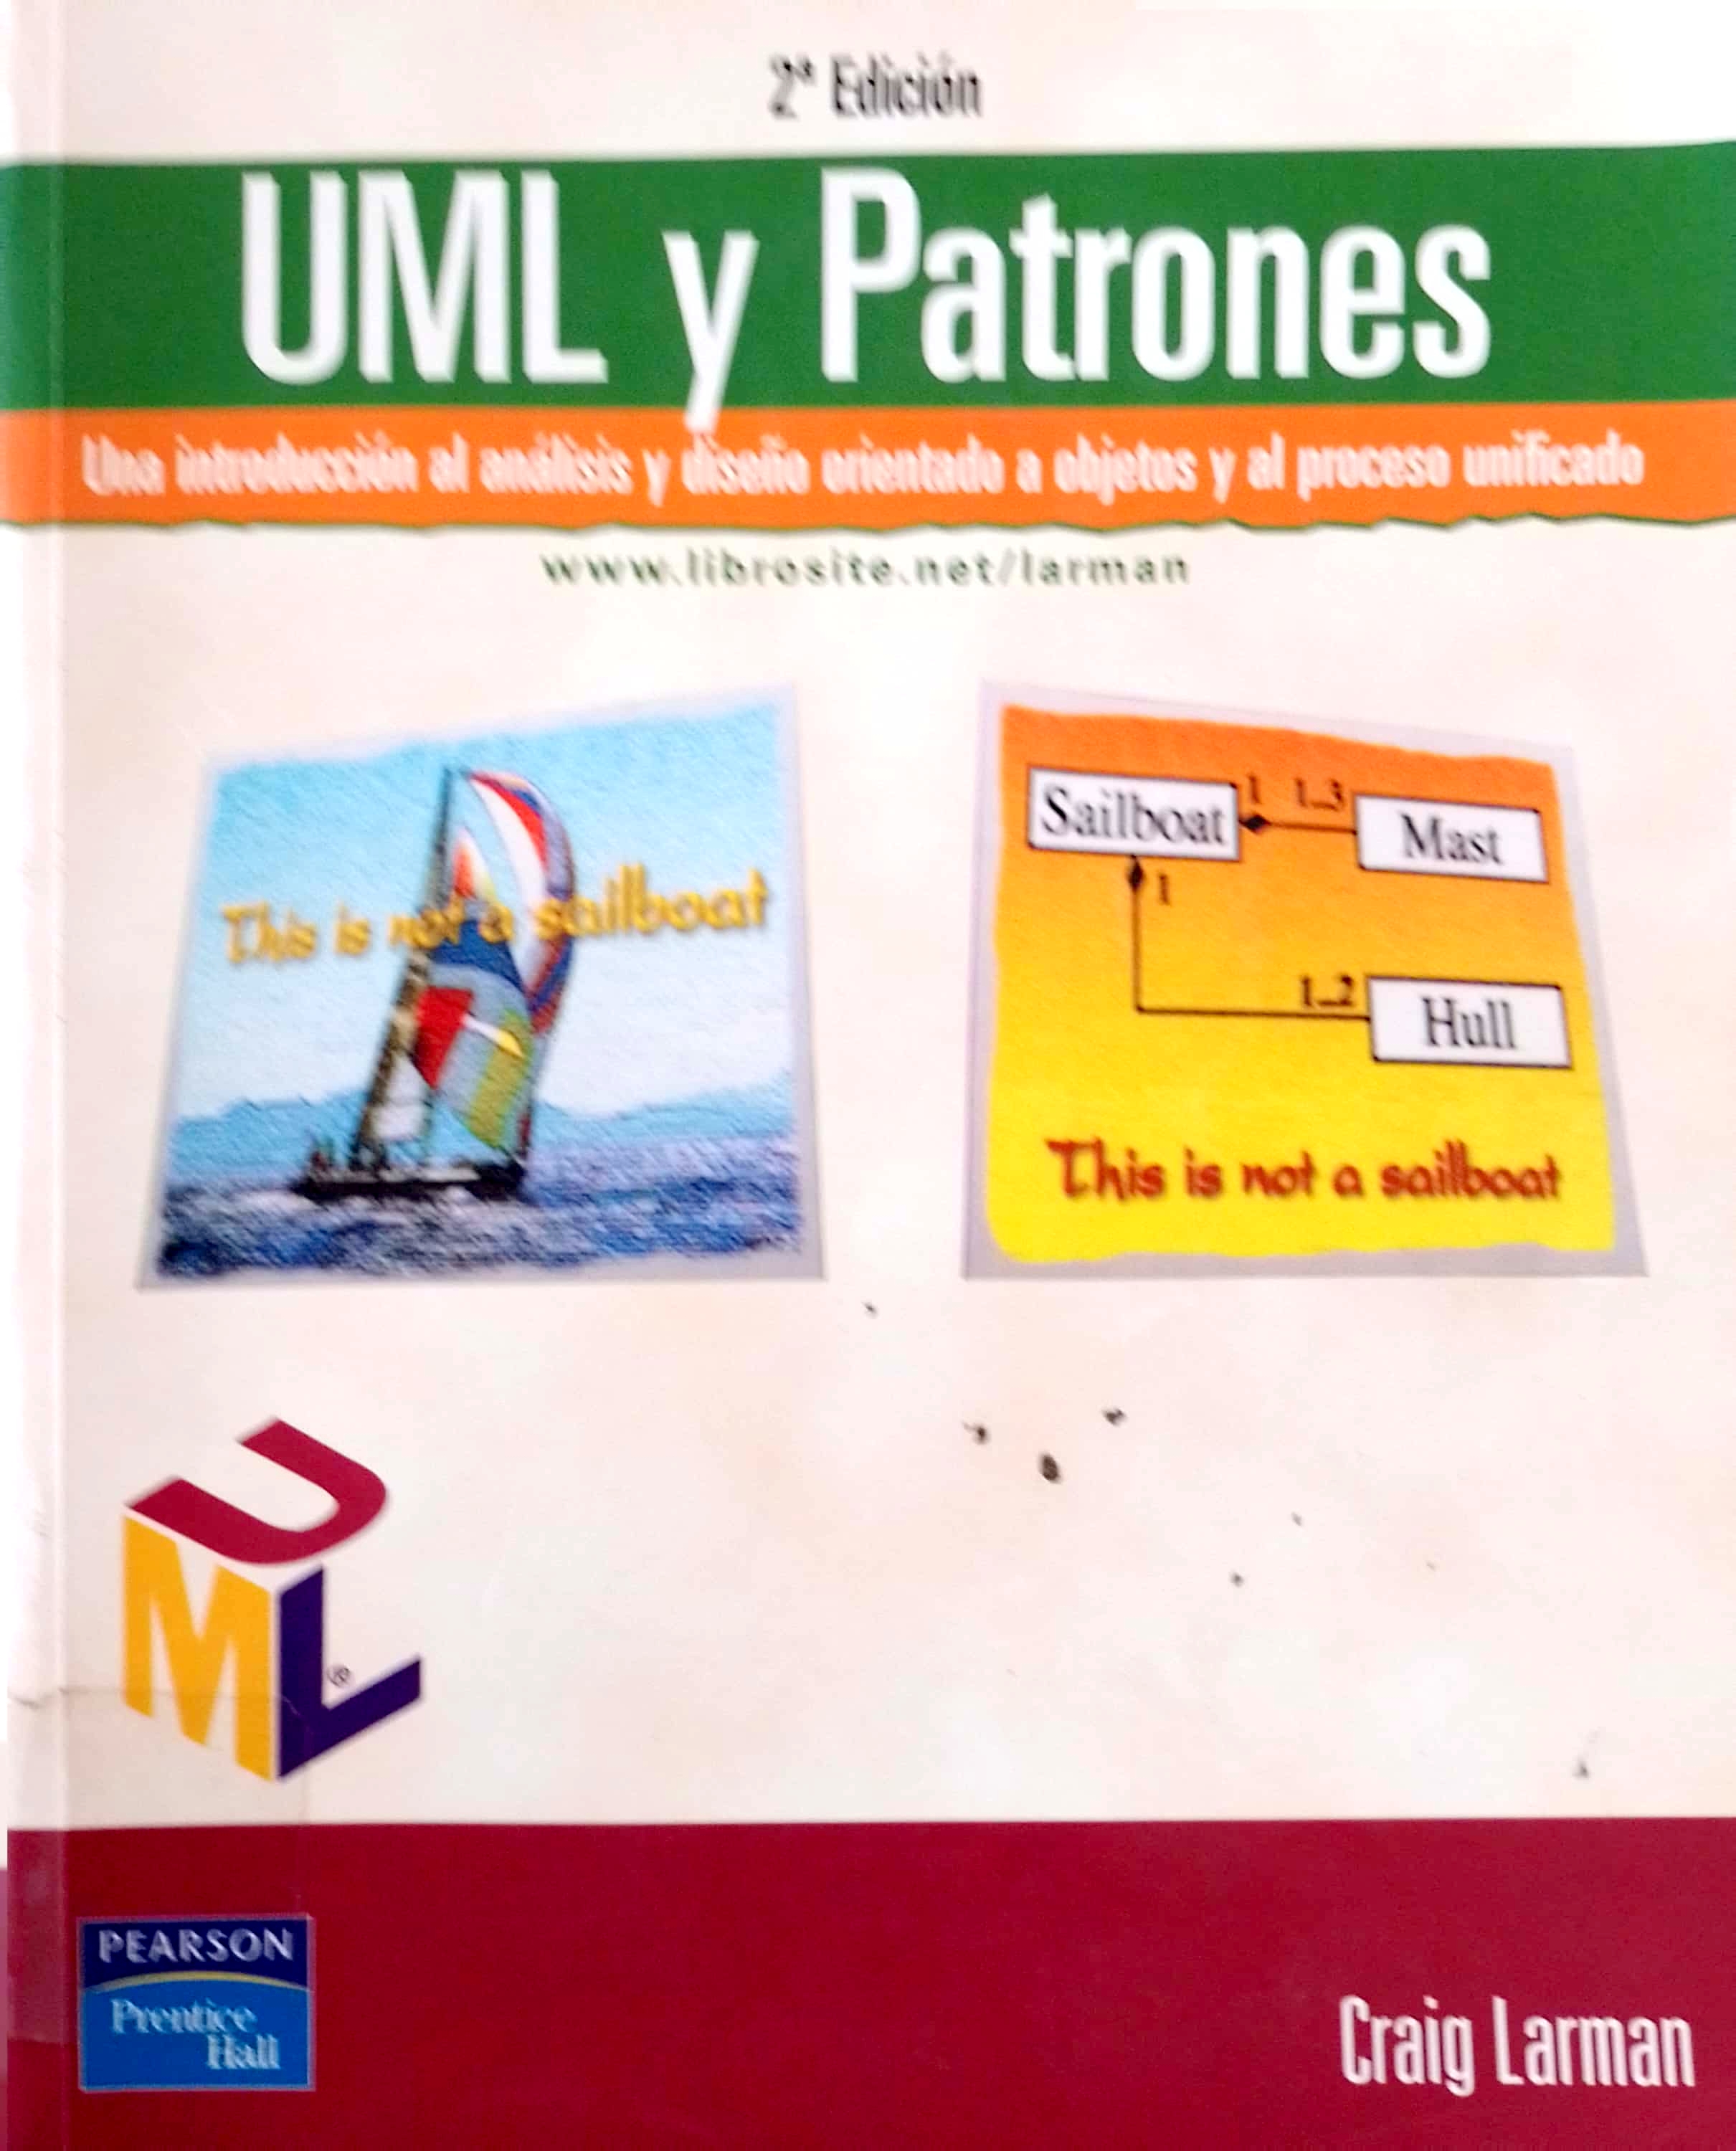 2ª Edición
UML y Patrones
Una introducción al análisis y diseño orientado a objetos y al proceso unificado
www.librosite.net/larman
This is not a sailboat
Sailboat 1 1..3 Mast
1
1..2 Hull
This is not a sailboat
U
M L ®
PEARSON
Prentice
Hall
Craig Larman